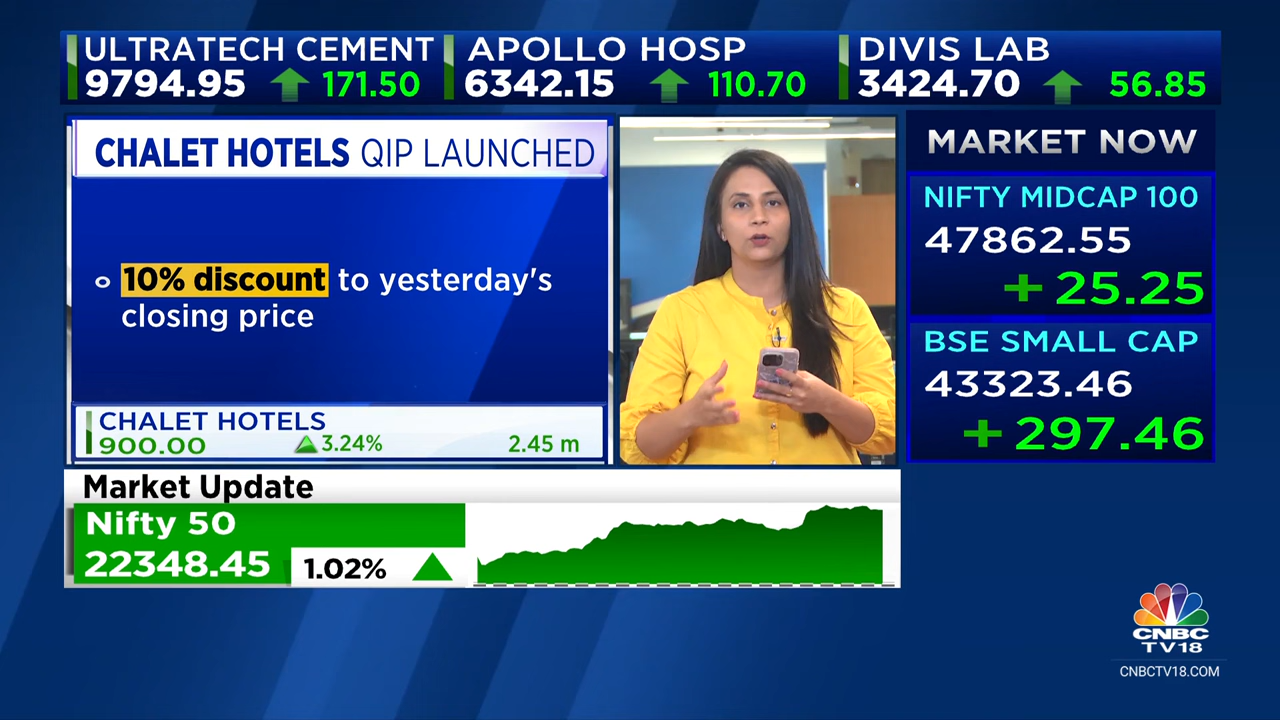 ULTRATECH CEMENT
9794.95 171.50
APOLLO HOSP
6342.15 110.70
DIVIS LAB
3424.70 56.85
CHALET HOTELS QIP LAUNCHED
10% discount to yesterday's
closing price
CHALET HOTELS
900.00 3.24% 2.45 m
MARKET NOW
NIFTY MIDCAP 100
47862.55
+ 25.25
BSE SMALL CAP
43323.46
+ 297.46
Market Update
Nifty 50
22348.45 1.02%
CNBC
TV18
CNBCTV18.COM